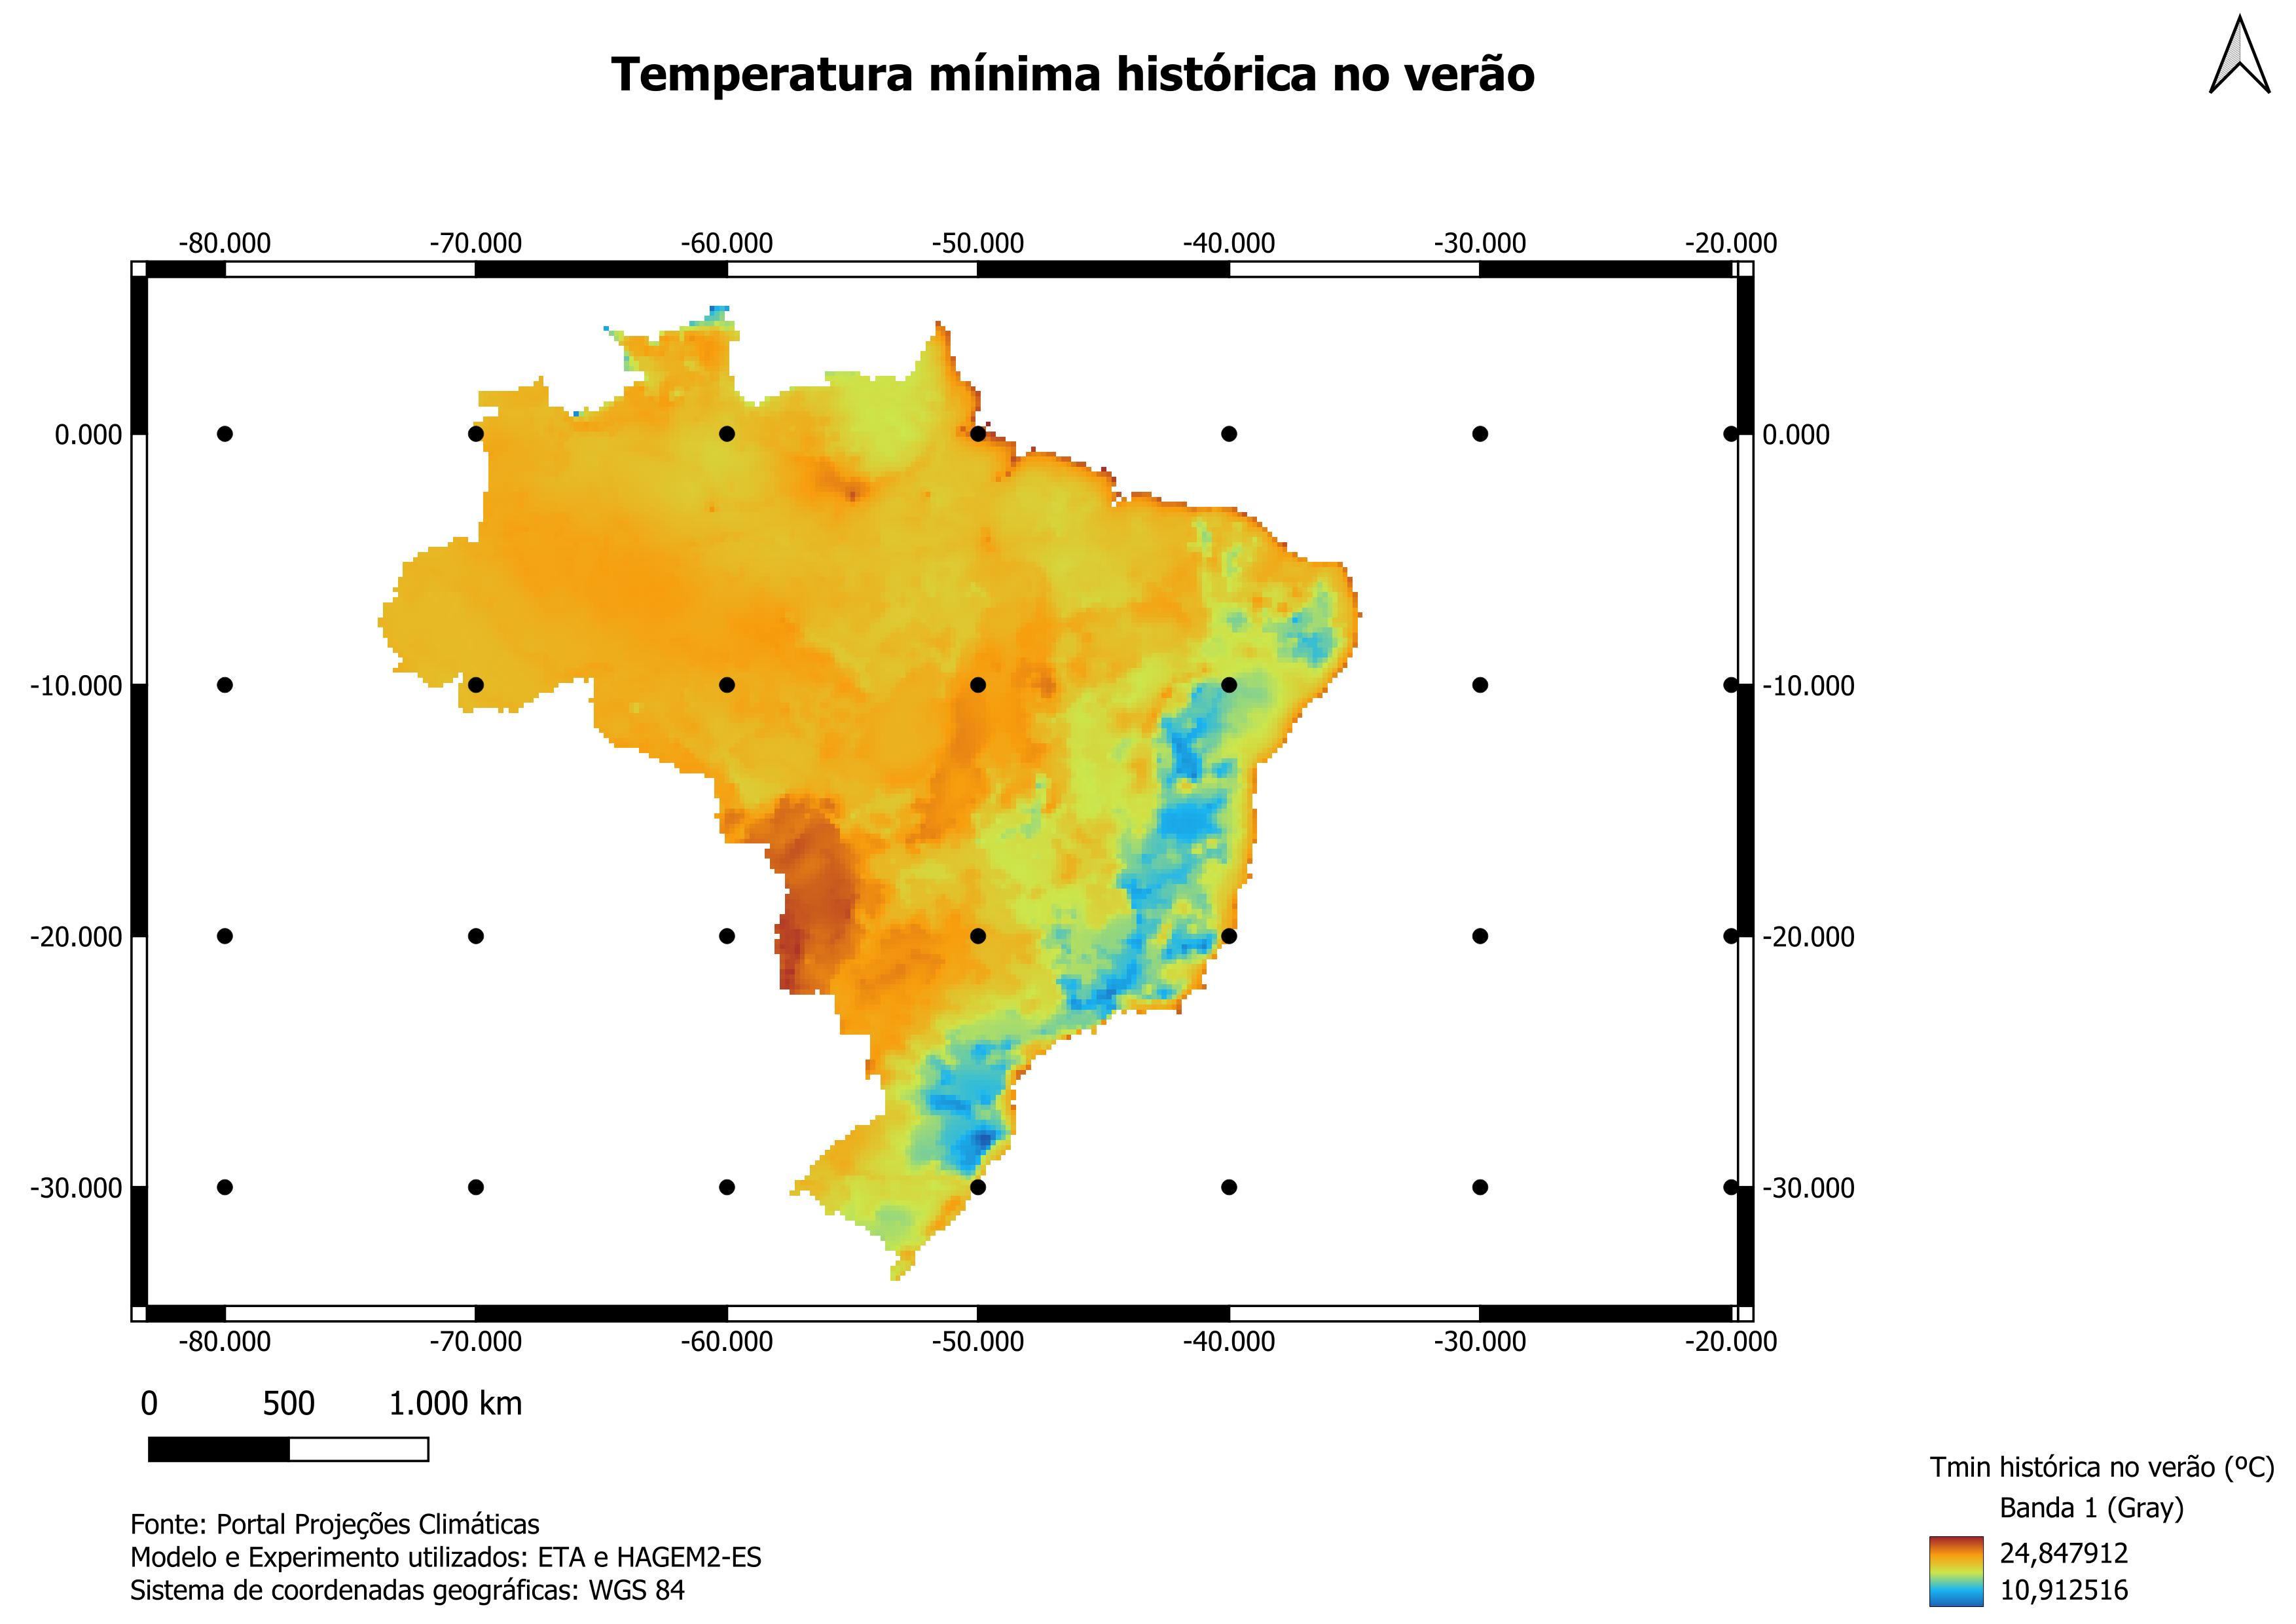 Temperatura mínima histórica no verão
-80.000 -70.000 -60.000 -50.000 -40.000 -30.000 -20.000
0.000 0.000
-10.000 -10.000
-20.000 -20.000
-30.000 -30.000
-80.000 -70.000 -60.000 -50.000 -40.000 -30.000 -20.000
0 500 1.000 km
Tmin histórica no verão (ºC)
Banda 1 (Gray)
24,847912
10,912516
Fonte: Portal Projeções Climáticas
Modelo e Experimento utilizados: ETA e HAGEM2-ES
Sistema de coordenadas geográficas: WGS 84